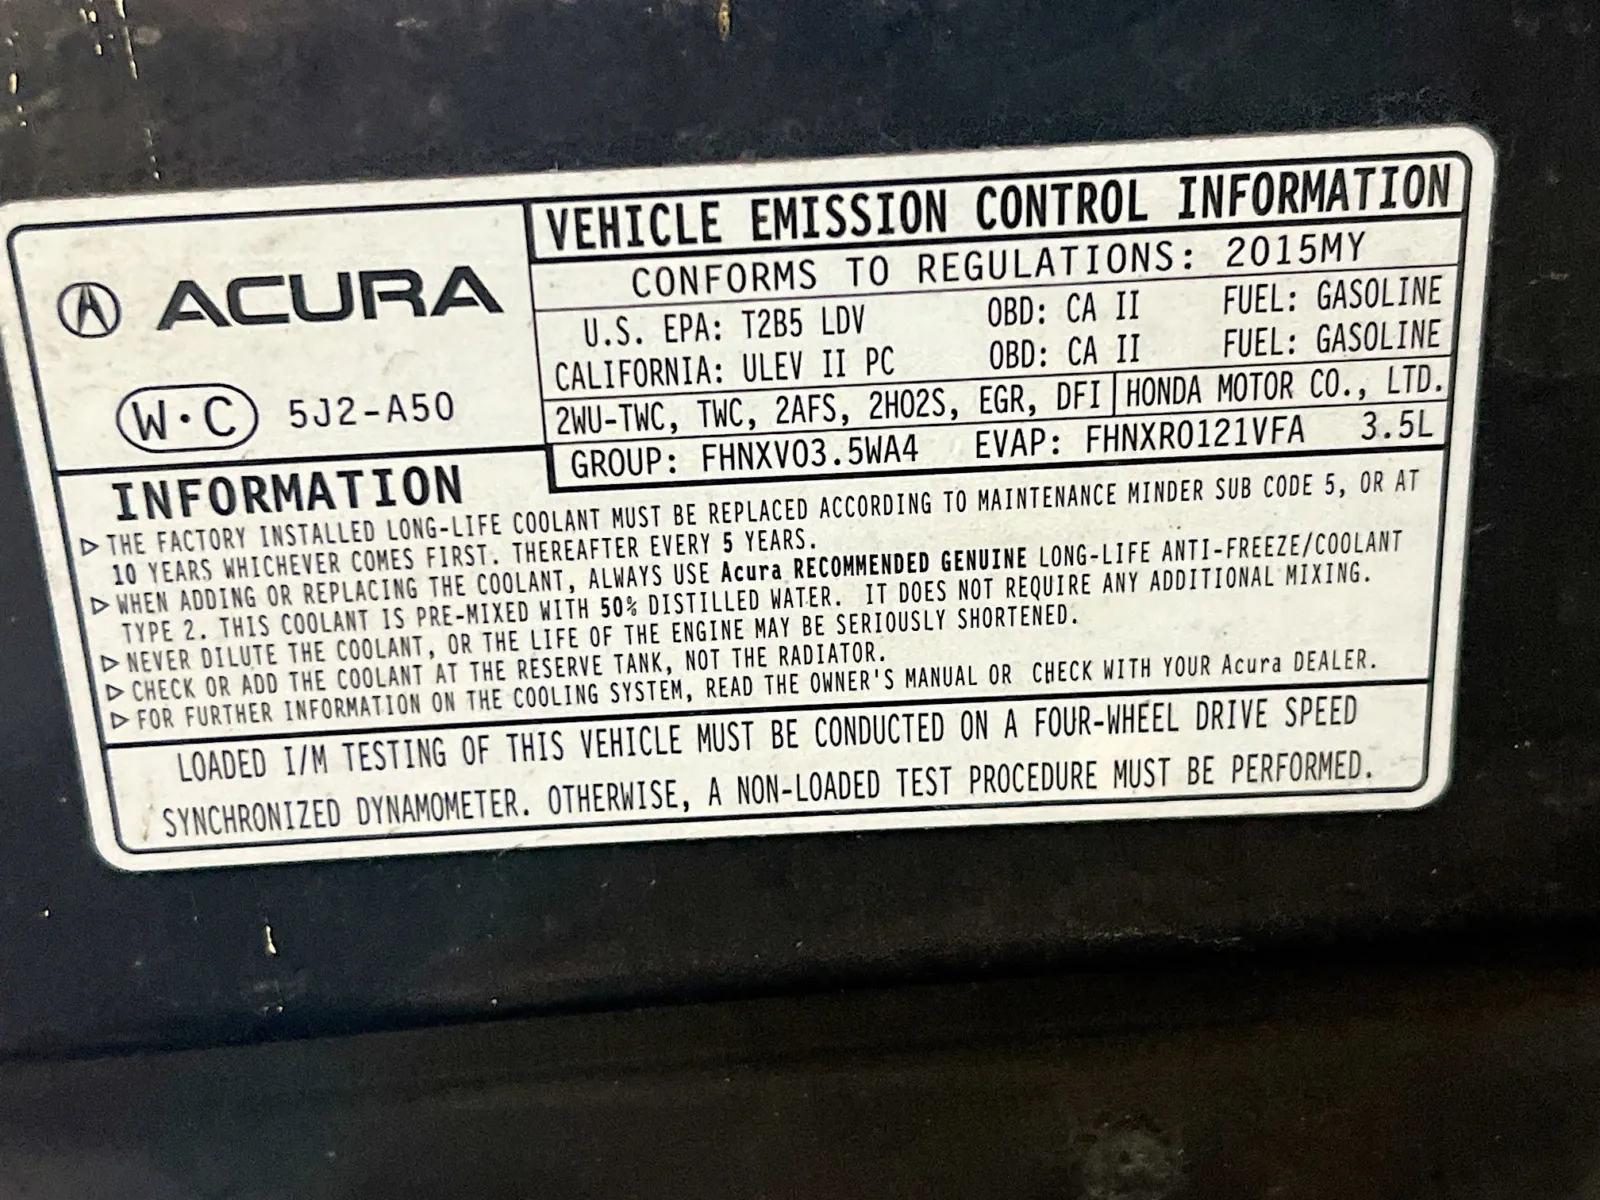 ACURA
W·C 5J2-A50
VEHICLE EMISSION CONTROL INFORMATION
CONFORMS TO REGULATIONS: 2015MY
U.S. EPA: T2B5 LDV OBD: CA II FUEL: GASOLINE
CALIFORNIA: ULEV II PC OBD: CA II FUEL: GASOLINE
2WU-TWC, TWC, 2AFS, 2HO2S, EGR, DFI HONDA MOTOR CO., LTD.
GROUP: FHNXV03.5WA4 EVAP: FHNXR0121VFA 3.5L
INFORMATION
▷ THE FACTORY INSTALLED LONG-LIFE COOLANT MUST BE REPLACED ACCORDING TO MAINTENANCE MINDER SUB CODE 5, OR AT
10 YEARS WHICHEVER COMES FIRST. THEREAFTER EVERY 5 YEARS.
▷ WHEN ADDING OR REPLACING THE COOLANT, ALWAYS USE Acura RECOMMENDED GENUINE LONG-LIFE ANTI-FREEZE/COOLANT
TYPE 2. THIS COOLANT IS PRE-MIXED WITH 50% DISTILLED WATER. IT DOES NOT REQUIRE ANY ADDITIONAL MIXING.
▷ NEVER DILUTE THE COOLANT, OR THE LIFE OF THE ENGINE MAY BE SERIOUSLY SHORTENED.
▷ CHECK OR ADD THE COOLANT AT THE RESERVE TANK, NOT THE RADIATOR.
▷ FOR FURTHER INFORMATION ON THE COOLING SYSTEM, READ THE OWNER'S MANUAL OR CHECK WITH YOUR Acura DEALER.
LOADED I/M TESTING OF THIS VEHICLE MUST BE CONDUCTED ON A FOUR-WHEEL DRIVE SPEED
SYNCHRONIZED DYNAMOMETER. OTHERWISE, A NON-LOADED TEST PROCEDURE MUST BE PERFORMED.